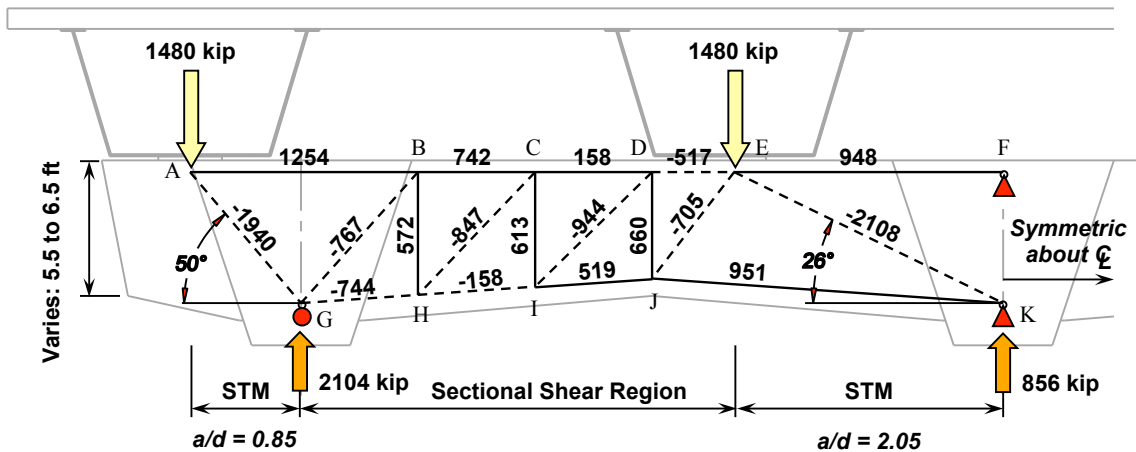 1480 kip
1480 kip
A
1254
B
742
C
158
D
-517
E
948
F
Varies: 5.5 to 6.5 ft
-1940
-767
572
-847
613
-944
660
-705
-2108
50°
26°
Symmetric
about ℄
-744
-158
519
951
G
H
I
J
K
2104 kip
856 kip
STM
Sectional Shear Region
STM
a/d = 0.85
a/d = 2.05